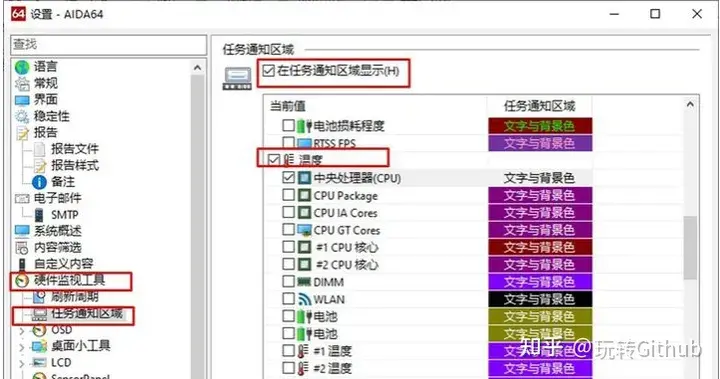 64 设置 - AIDA64
查找
语言
常规
界面
稳定性
报告
报告文件
报告样式
备注
电子邮件
SMTP
系统概述
内容筛选
自定义内容
硬件监视工具
刷新周期
任务通知区域
OSD
桌面小工具
LCD
SensorPanel
任务通知区域
在任务通知区域显示(H)
当前值 任务通知区域
电池损耗程度 文字与背景色
RTSS FPS 文字与背景色
温度
中央处理器(CPU) 文字与背景色
CPU Package 文字与背景色
CPU IA Cores 文字与背景色
CPU GT Cores 文字与背景色
#1 CPU 核心 文字与背景色
#2 CPU 核心 文字与背景色
DIMM 文字与背景色
WLAN 文字与背景色
电池 文字与背景色
电池 文字与背景色
#1 温度 文字与背景色
#2 温度 文字与背景色
知乎 @玩转Github